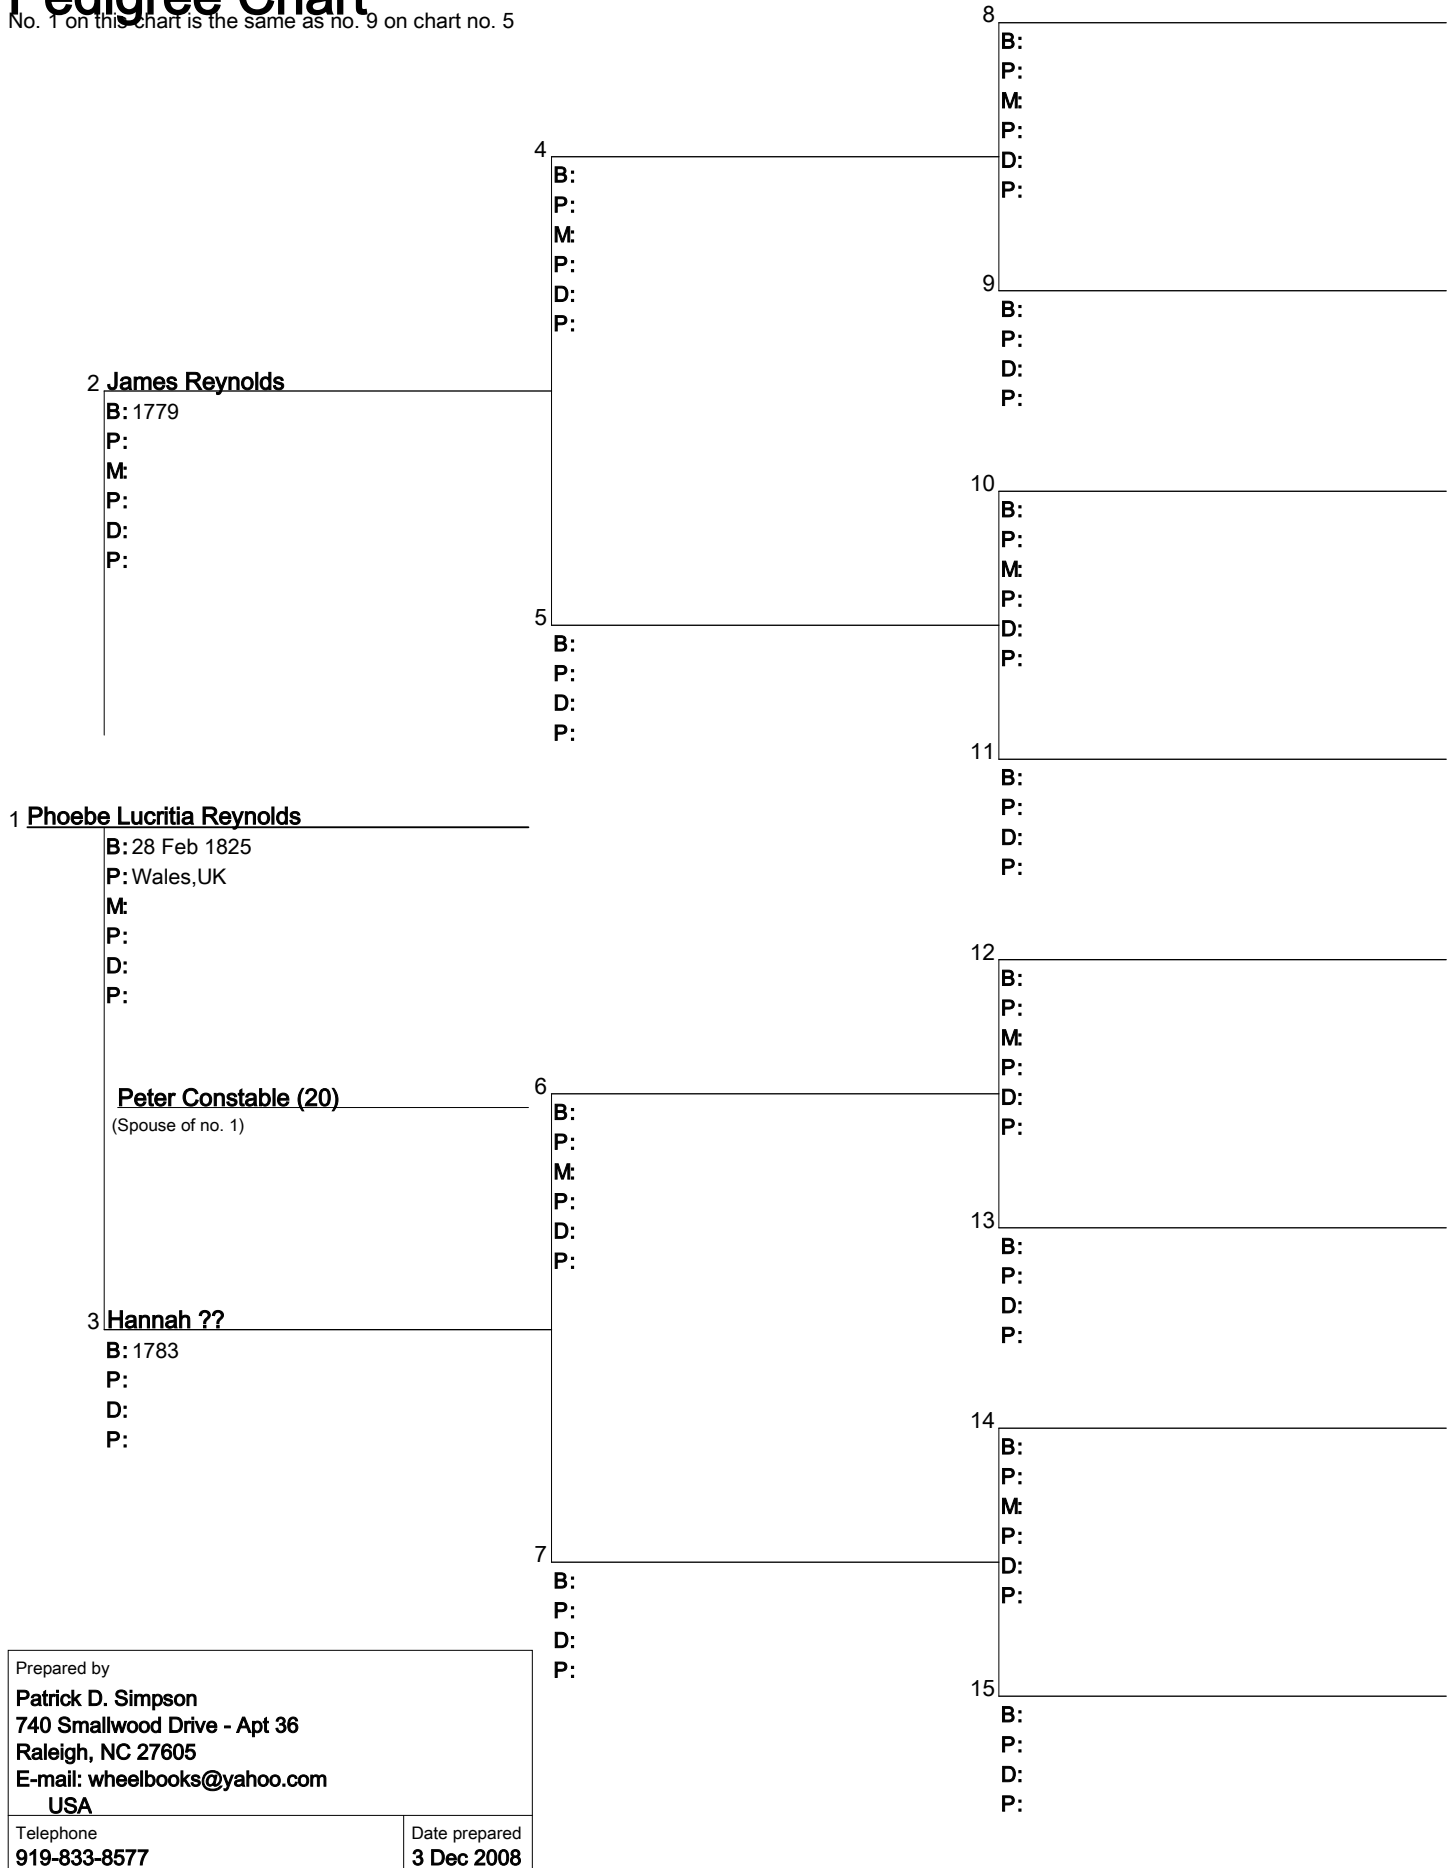 Pedigree Chart
No. 1 on this chart is the same as no. 9 on chart no. 5
8
B:
P:
M:
P:
D:
P:
4
B:
P:
M:
P:
D:
P:
9
B:
P:
D:
P:
2 James Reynolds
B: 1779
P:
M:
P:
D:
P:
10
B:
P:
M:
P:
D:
P:
5
B:
P:
D:
P:
11
B:
P:
D:
P:
1 Phoebe Lucritia Reynolds
B: 28 Feb 1825
P: Wales,UK
M:
P:
D:
P:
12
B:
P:
M:
P:
D:
P:
Peter Constable (20)
(Spouse of no. 1)
6
B:
P:
M:
P:
D:
P:
13
B:
P:
D:
P:
3 Hannah ??
B: 1783
P:
D:
P:
14
B:
P:
M:
P:
D:
P:
7
B:
P:
D:
P:
15
B:
P:
D:
P:
Prepared by
Patrick D. Simpson
740 Smallwood Drive - Apt 36
Raleigh, NC 27605
E-mail: wheelbooks@yahoo.com
USA
Telephone
919-833-8577
Date prepared
3 Dec 2008